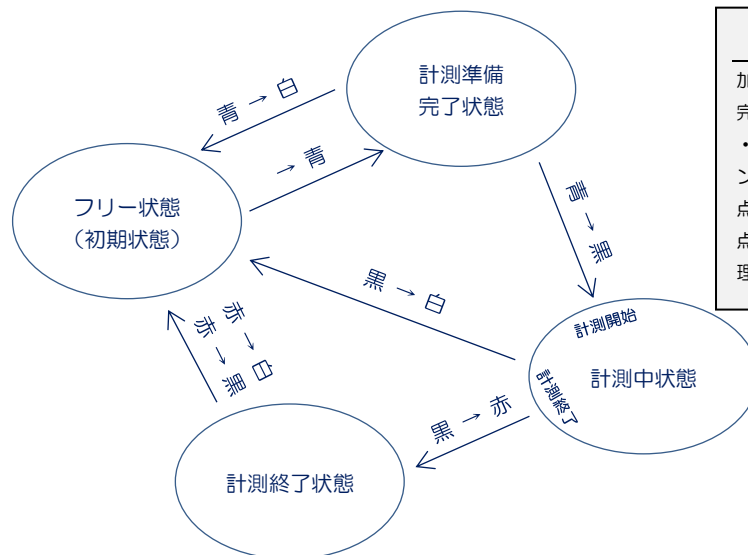 計測準備
完了状態
青 → 白
→ 青
フリー状態
(初期状態)
青 → 黒
黒 → 白
計測開始
計測中状態
計測終了
赤 → 白
赤 → 黒
黒 → 赤
計測終了状態
加
完
・
ン
点
点
理